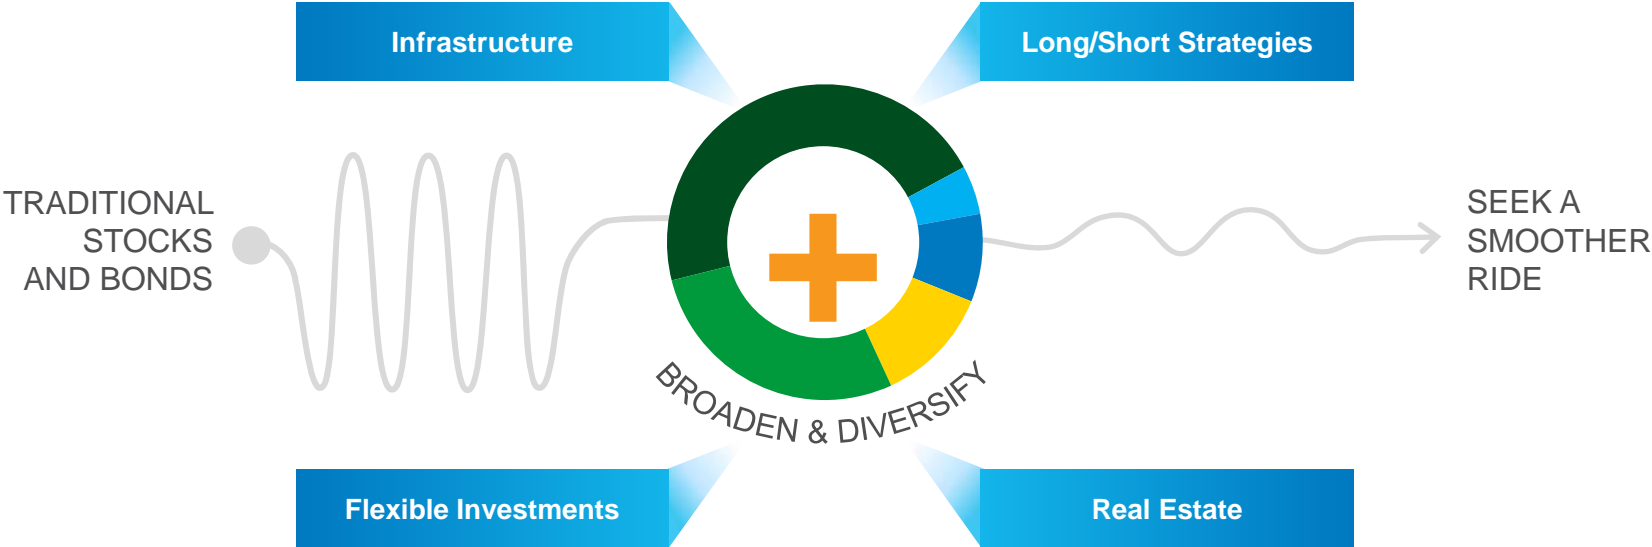 Infrastructure
Long/Short Strategies
TRADITIONAL
STOCKS
AND BONDS
SEEK A
SMOOTHER
RIDE
BROADEN & DIVERSIFY
Flexible Investments
Real Estate